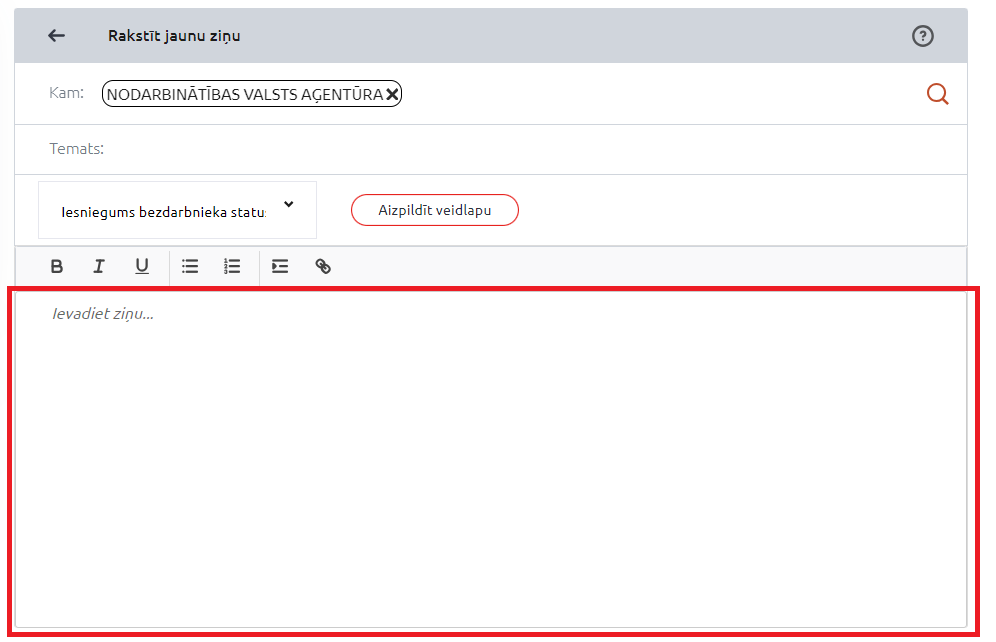 Rakstīt jaunu ziņu
Kam: NODARBINĀTĪBAS VALSTS AĢENTŪRA
Temats:
Iesniegums bezdarbnieka statu
Aizpildīt veidlapu
B I U
Ievadiet ziņu...